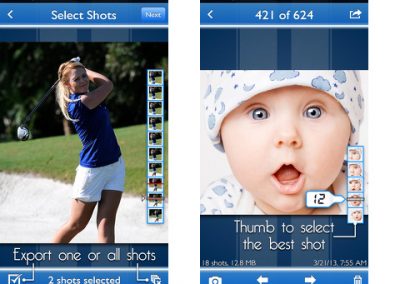 Select Shots
Next
Export one or all shots
2 shots selected
421 of 624
12
Thumb to select
the best shot
18 shots, 12.8 MB
3/21/13, 7:55 AM